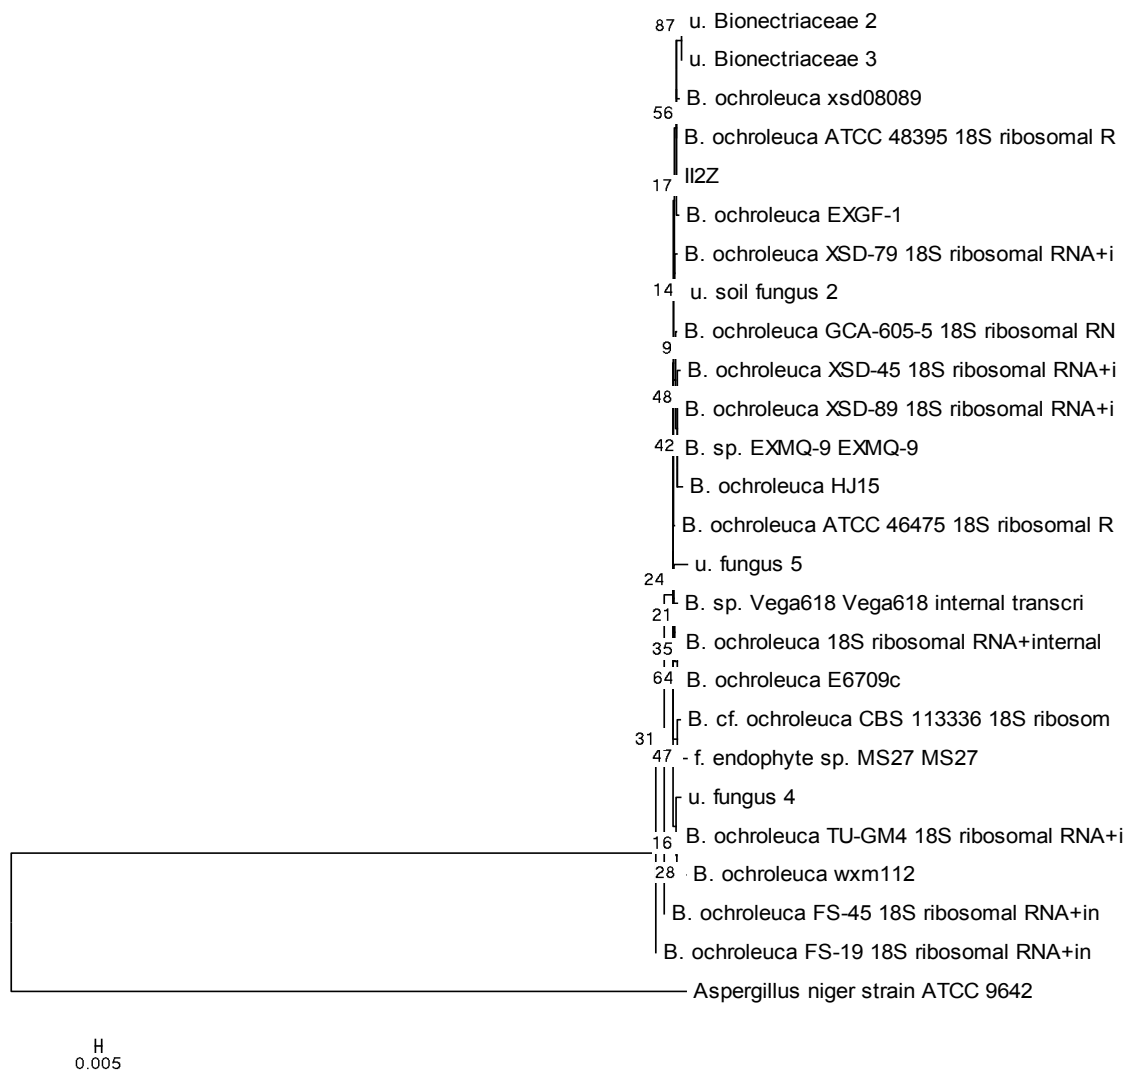 87 u. Bionectriaceae 2
u. Bionectriaceae 3
B. ochroleuca xsd08089
56
B. ochroleuca ATCC 48395 18S ribosomal R
II2Z
17
B. ochroleuca EXGF-1
B. ochroleuca XSD-79 18S ribosomal RNA+i
14 u. soil fungus 2
B. ochroleuca GCA-605-5 18S ribosomal RN
9
B. ochroleuca XSD-45 18S ribosomal RNA+i
48
B. ochroleuca XSD-89 18S ribosomal RNA+i
42 B. sp. EXMQ-9 EXMQ-9
B. ochroleuca HJ15
B. ochroleuca ATCC 46475 18S ribosomal R
u. fungus 5
24
B. sp. Vega618 Vega618 internal transcri
21
B. ochroleuca 18S ribosomal RNA+internal
35
64 B. ochroleuca E6709c
B. cf. ochroleuca CBS 113336 18S ribosom
31
47 f. endophyte sp. MS27 MS27
u. fungus 4
B. ochroleuca TU-GM4 18S ribosomal RNA+i
16
28 B. ochroleuca wxm112
B. ochroleuca FS-45 18S ribosomal RNA+in
B. ochroleuca FS-19 18S ribosomal RNA+in
Aspergillus niger strain ATCC 9642
0.005